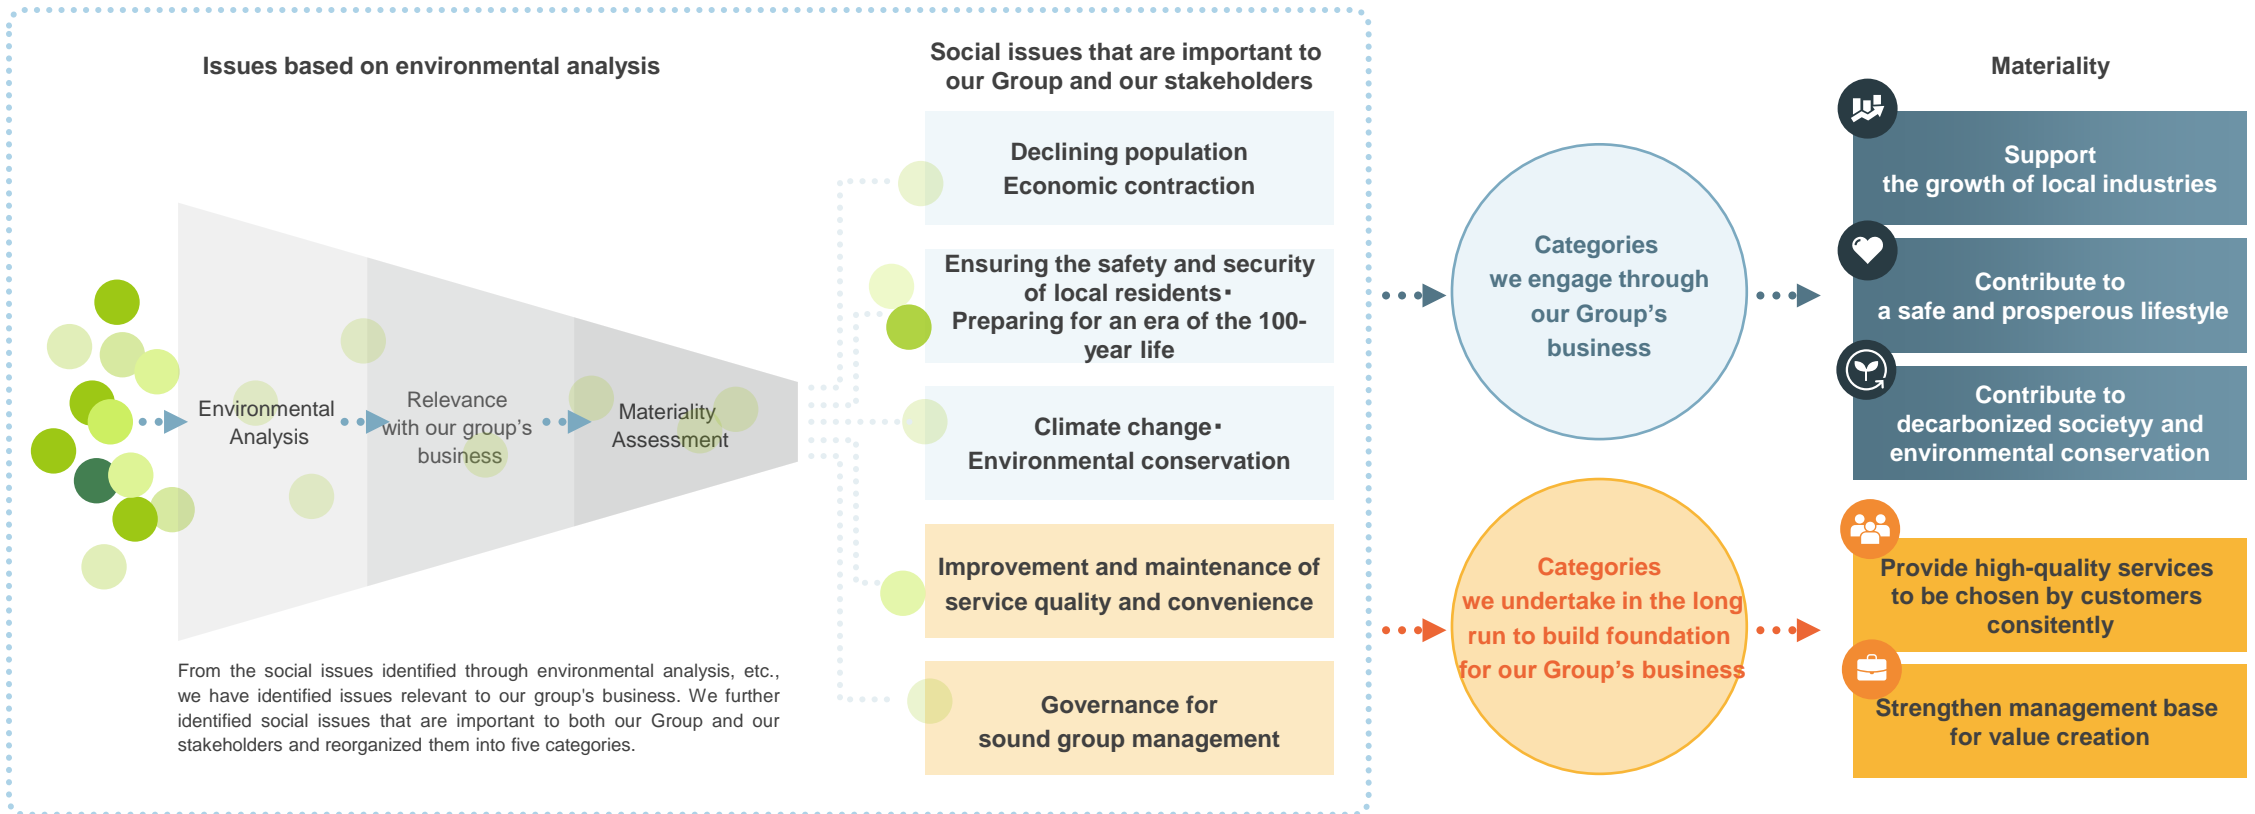 Issues based on environmental analysis
Environmental
Analysis
Relevance
with our group's
business
Materiality
Assessment
From the social issues identified through environmental analysis, etc.,
we have identified issues relevant to our group's business. We further
identified social issues that are important to both our Group and our
stakeholders and reorganized them into five categories.
Social issues that are important to
our Group and our stakeholders
Declining population
Economic contraction
Ensuring the safety and security
of local residents・
Preparing for an era of the 100-
year life
Climate change・
Environmental conservation
Improvement and maintenance of
service quality and convenience
Governance for
sound group management
Categories
we engage through
our Group's
business
Categories
we undertake in the long
run to build foundation
for our Group's business
Materiality
Support
the growth of local industries
Contribute to
a safe and prosperous lifestyle
Contribute to
decarbonized societyy and
environmental conservation
Provide high-quality services
to be chosen by customers
consitently
Strengthen management base
for value creation